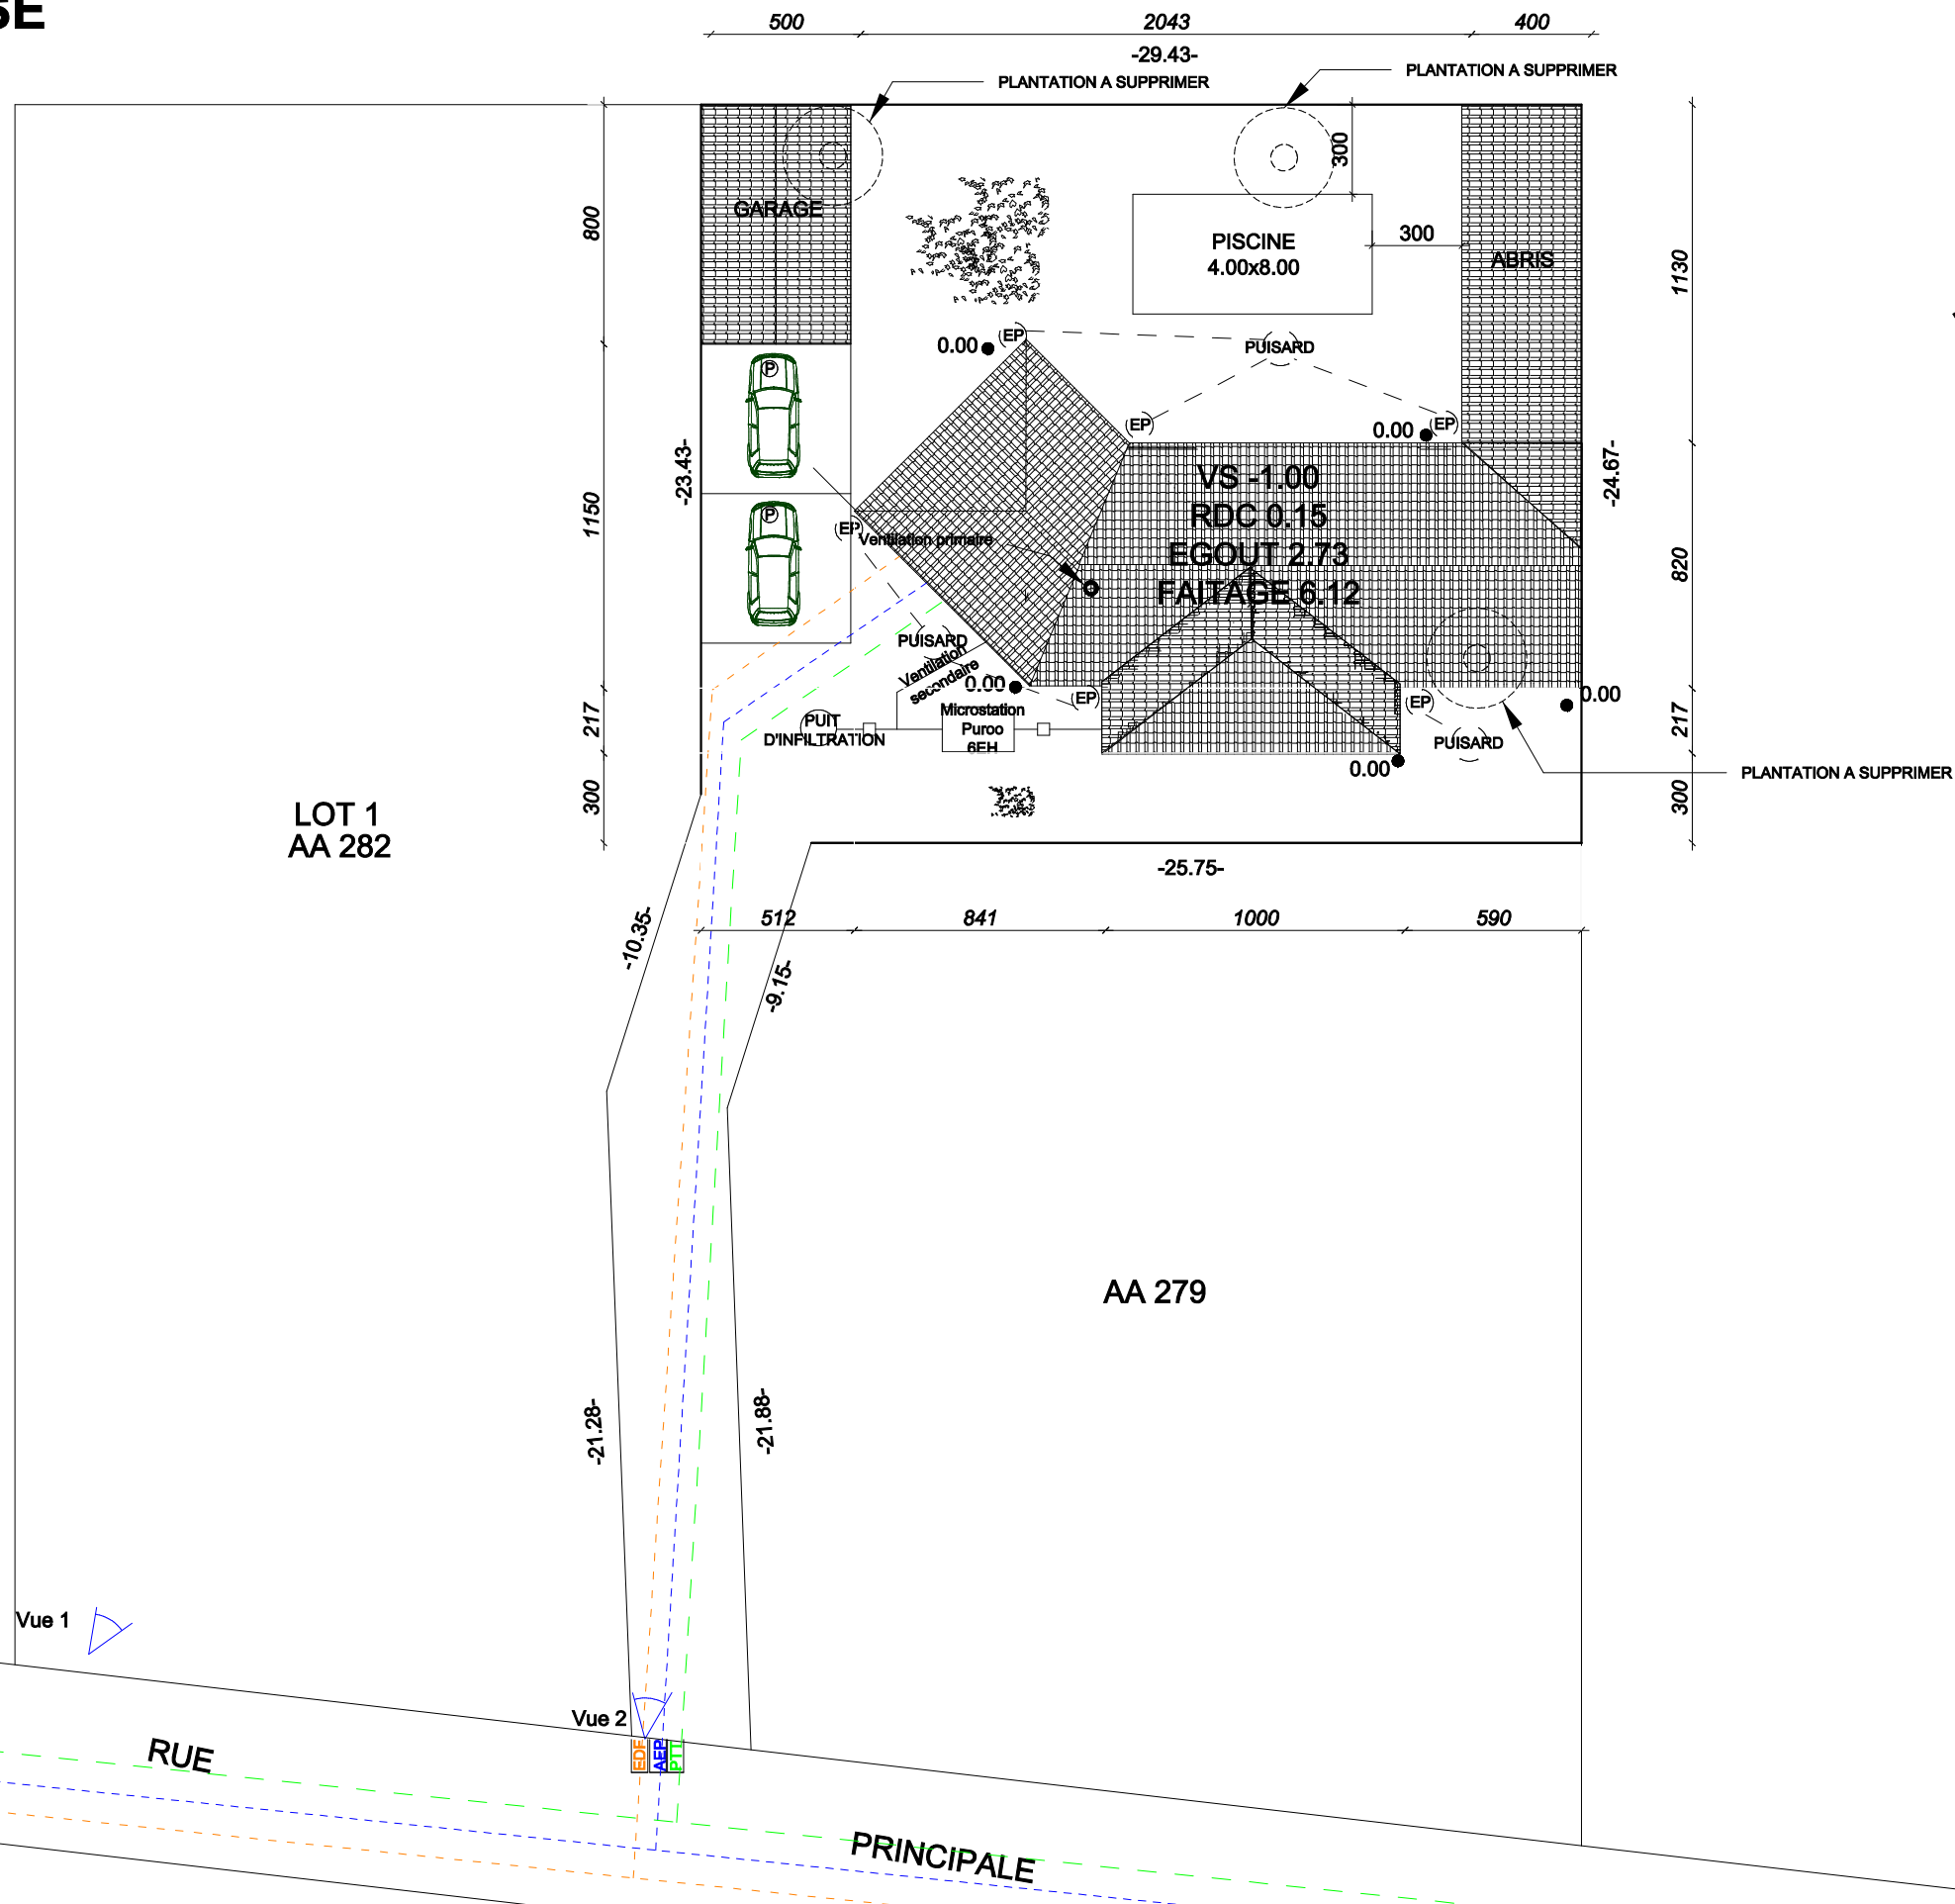 500
2043
400
-29.43-
PLANTATION A SUPPRIMER
PLANTATION A SUPPRIMER
300
800
GARAGE
PISCINE
4.00x8.00
300
ABRIS
1130
EP
0.00
PUISARD
P
EP
0.00
EP
-23.43-
-24.67-
VS -1.00
RDC 0.15
EGOUT 2.73
FAITAGE 6.12
1150
P
EP
Ventilation primaire
820
PUISARD
Ventilation
secondaire
0.00
EP
EP
0.00
217
PUIT
D'INFILTRATION
Microstation
Puroo
6EH
PUISARD
217
0.00
PLANTATION A SUPPRIMER
300
300
LOT 1
AA 282
-25.75-
512
841
1000
590
-10.35-
-9.15-
AA 279
-21.28-
-21.88-
Vue 1
Vue 2
EDF
AEP
PTT
RUE
PRINCIPALE